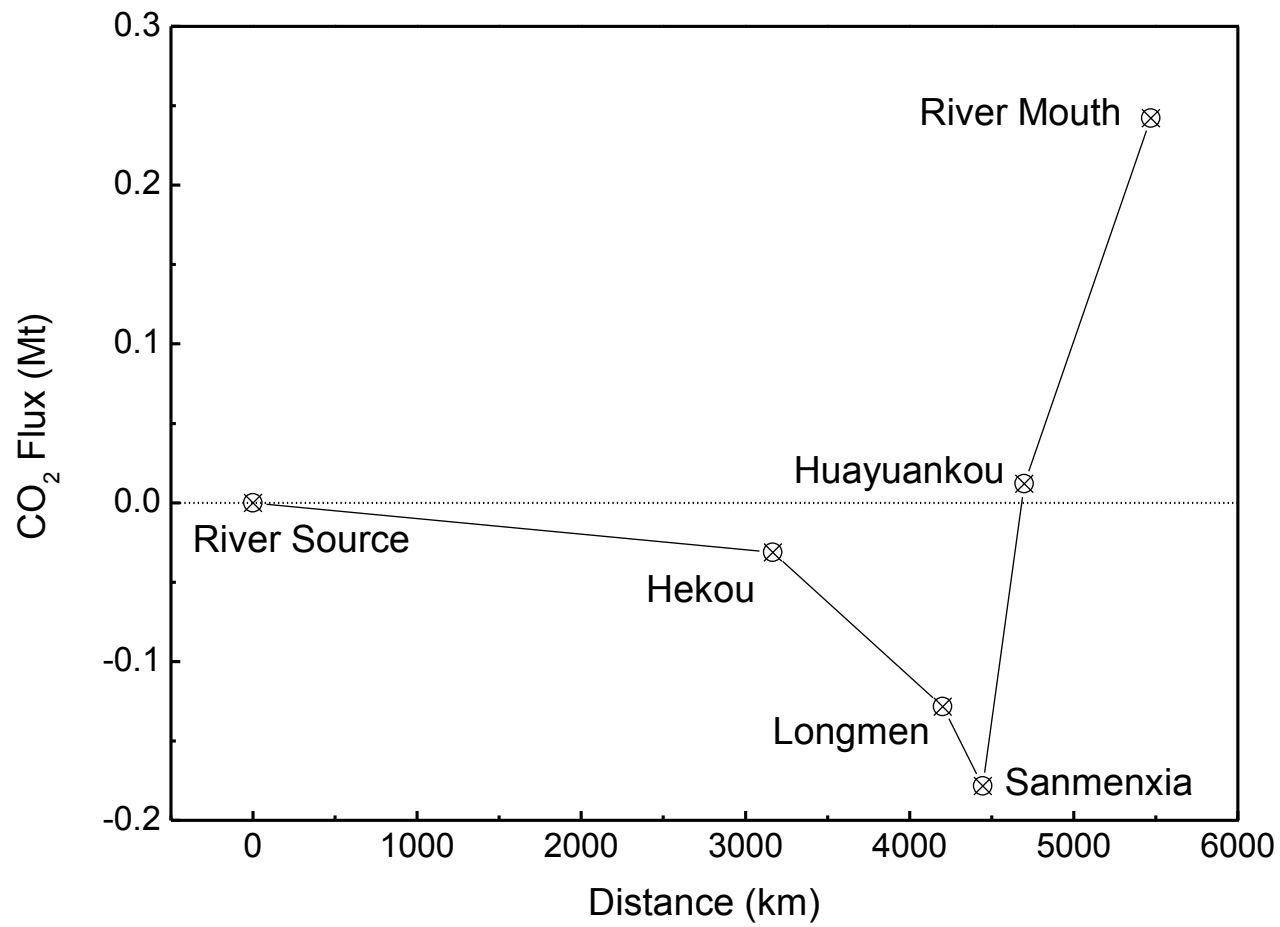 0.3
0.2
0.1
0.0
-0.1
-0.2
CO₂ Flux (Mt)
River Mouth
Huayuankou
River Source
Hekou
Longmen
Sanmenxia
0 1000 2000 3000 4000 5000 6000
Distance (km)